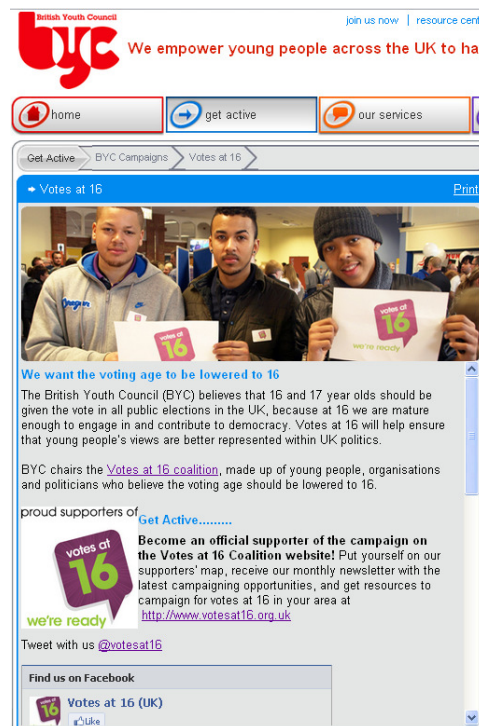 British Youth Council
byc
join us now | resource cent
We empower young people across the UK to ha
home
get active
our services
Get Active
BYC Campaigns
Votes at 16
Votes at 16
Print
votes at
16
votes at
16
we're ready
We want the voting age to be lowered to 16
The British Youth Council (BYC) believes that 16 and 17 year olds should be
given the vote in all public elections in the UK, because at 16 we are mature
enough to engage in and contribute to democracy. Votes at 16 will help ensure
that young people's views are better represented within UK politics.
BYC chairs the Votes at 16 coalition, made up of young people, organisations
and politicians who believe the voting age should be lowered to 16.
proud supporters of
votes at
16
we're ready
Get Active.........
Become an official supporter of the campaign on
the Votes at 16 Coalition website! Put yourself on our
supporters' map, receive our monthly newsletter with the
latest campaigning opportunities, and get resources to
campaign for votes at 16 in your area at
http://www.votesat16.org.uk
Tweet with us @votesat16
Find us on Facebook
votes at
16
Votes at 16 (UK)
Like